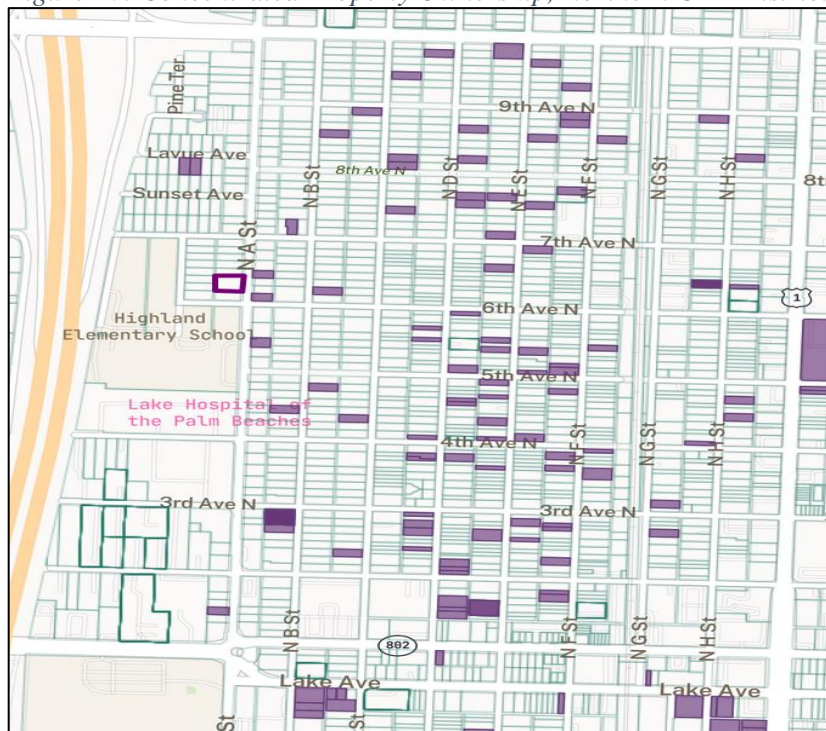 Pine Ter
9th Ave N
Lavue Ave
8th Ave N
8t
Sunset Ave
N B St
N D St
N E St
N F St
N G St
N H St
N A St
7th Ave N
1
6th Ave N
Highland
Elementary School
5th Ave N
Lake Hospital of
the Palm Beaches
4th Ave N
N F St
N G St
N H St
3rd Ave N
3rd Ave N
N B St
802
N F St
N G St
N H St
Lake Ave
Lake Ave
St
St